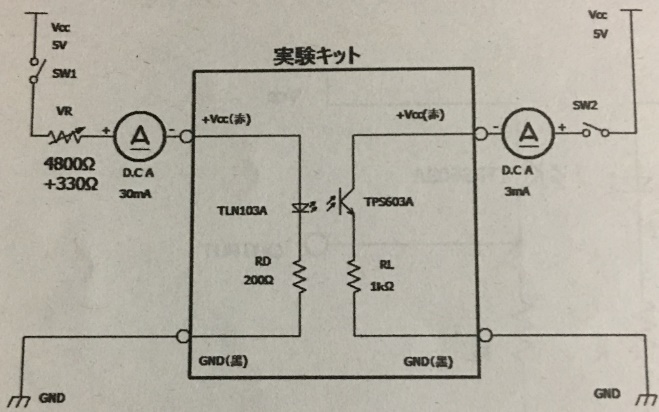 Vcc
5V
SW1
VR
4800Ω
+330Ω
+
A
-
D.C A
30mA
実験キット
+Vcc(赤)
TLN103A
RD
200Ω
GND(黒)
GND
+Vcc(赤)
TPS603A
RL
1kΩ
GND(黒)
Vcc
5V
SW2
-
A
+
D.C A
3mA
GND